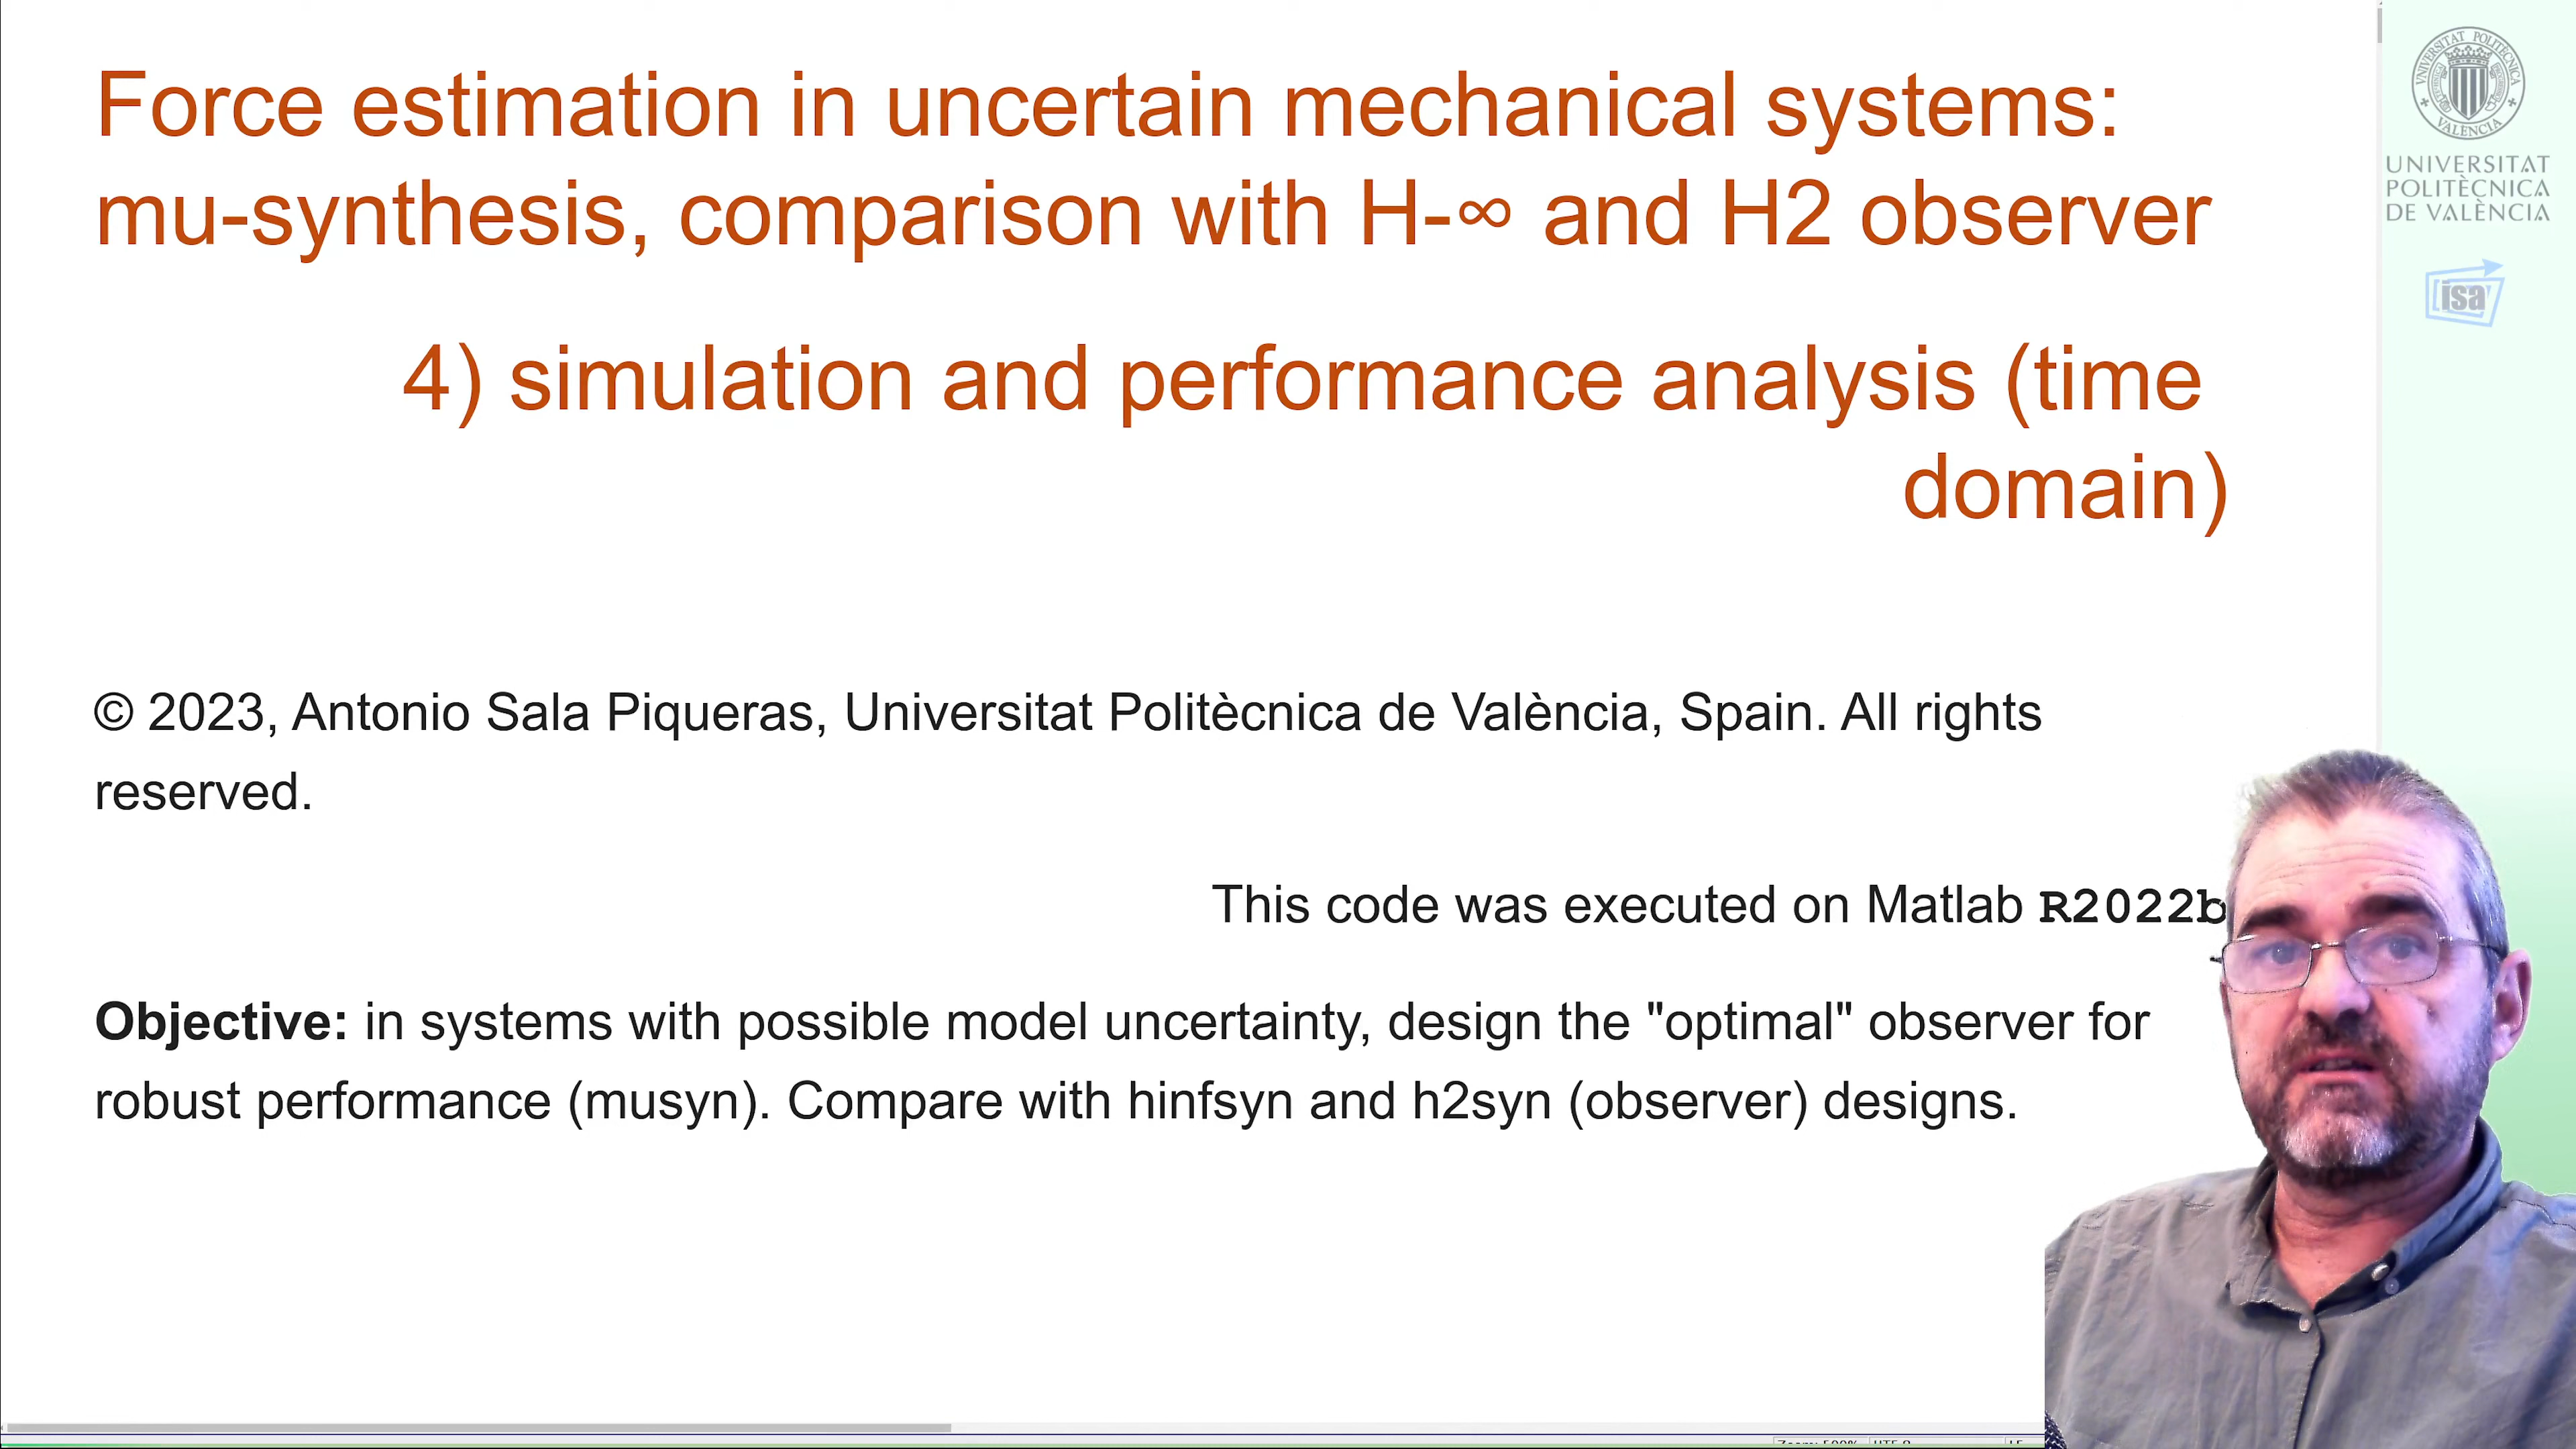 Force estimation in uncertain mechanical systems:
mu-synthesis, comparison with H-∞ and H2 observer
4) simulation and performance analysis (time
domain)
© 2023, Antonio Sala Piqueras, Universitat Politècnica de València, Spain. All rights
reserved.
This code was executed on Matlab R2022b
Objective: in systems with possible model uncertainty, design the "optimal" observer for
robust performance (musyn). Compare with hinfsyn and h2syn (observer) designs.
UNIVERSITAT
POLITÈCNICA
DE VALÈNCIA
isa